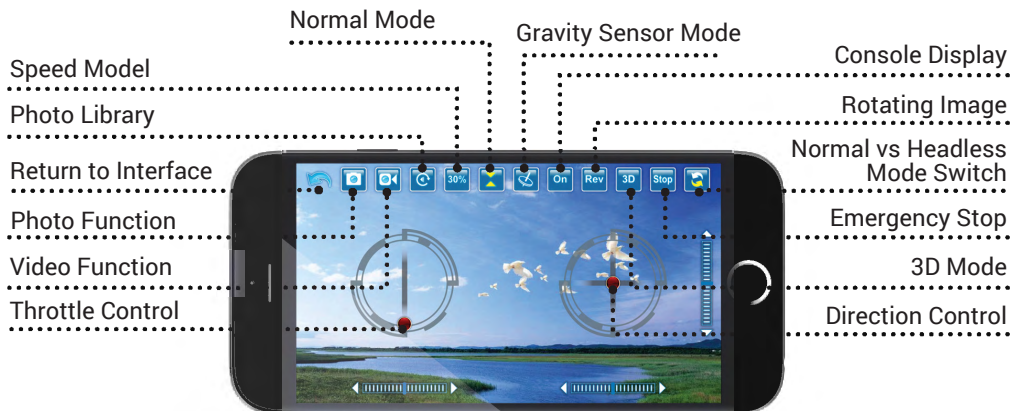 Normal Mode
Gravity Sensor Mode
Speed Model
Console Display
Photo Library
Rotating Image
Return to Interface
Normal vs Headless
Mode Switch
Photo Function
Emergency Stop
Video Function
3D Mode
Throttle Control
Direction Control
30% On Rev 3D Stop